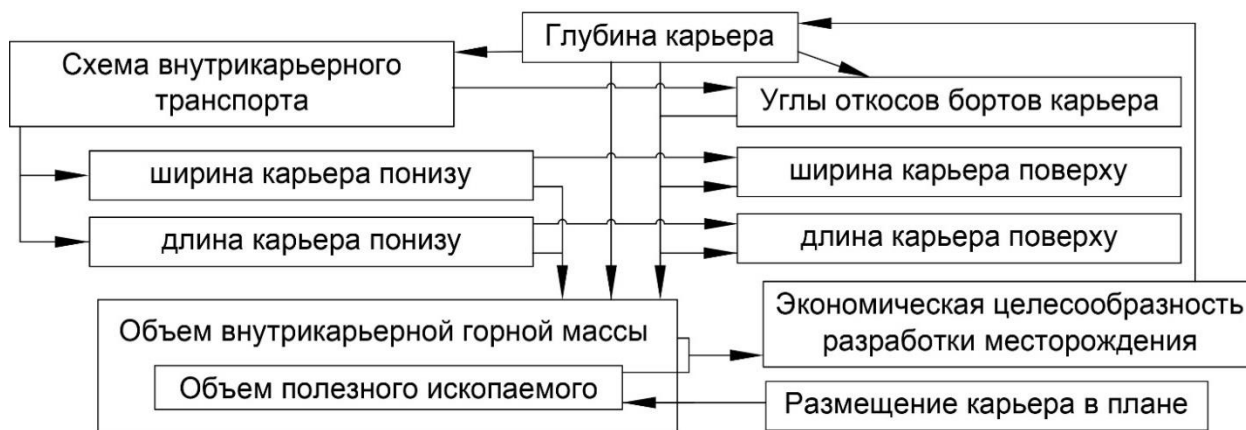 Глубина карьера
Схема внутрикарьерного
транспорта
Углы откосов бортов карьера
ширина карьера понизу
ширина карьера поверху
длина карьера понизу
длина карьера поверху
Объем внутрикарьерной горной массы
Экономическая целесообразность
разработки месторождения
Объем полезного ископаемого
Размещение карьера в плане